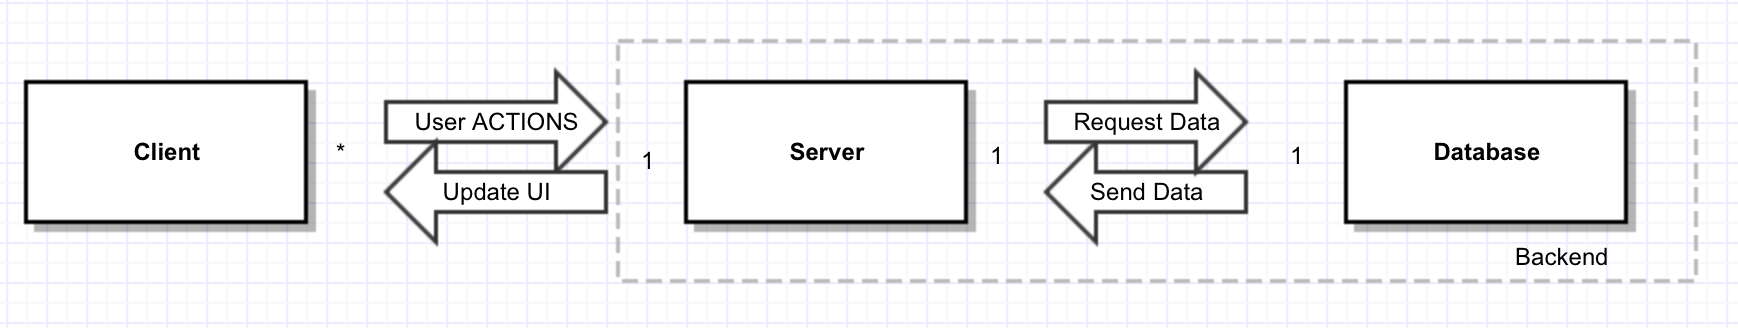 Client
*
User ACTIONS
Update UI
1
Server
1
Request Data
Send Data
1
Database
Backend